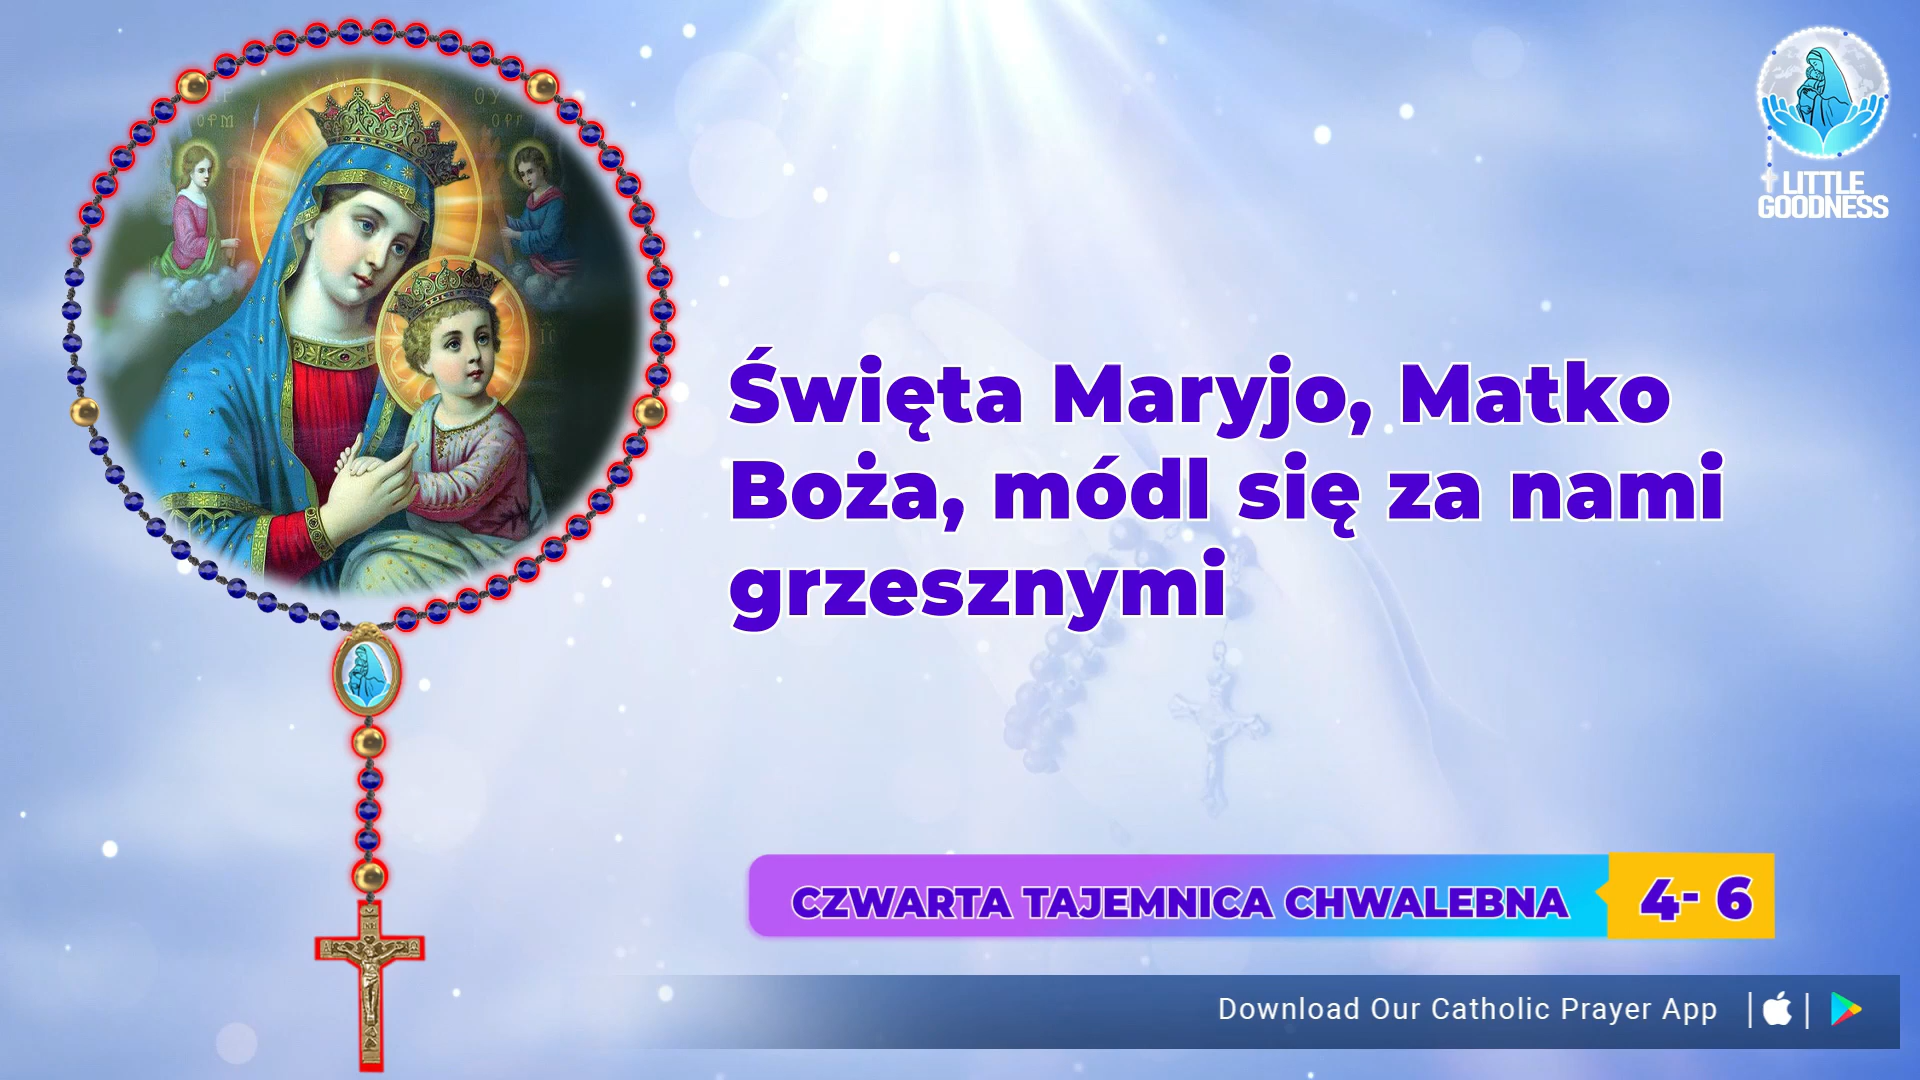 LITTLE
GOODNESS
Święta Maryjo, Matko
Boża, módl się za nami
grzesznymi
CZWARTA TAJEMNICA CHWALEBNA
4- 6
Download Our Catholic Prayer App